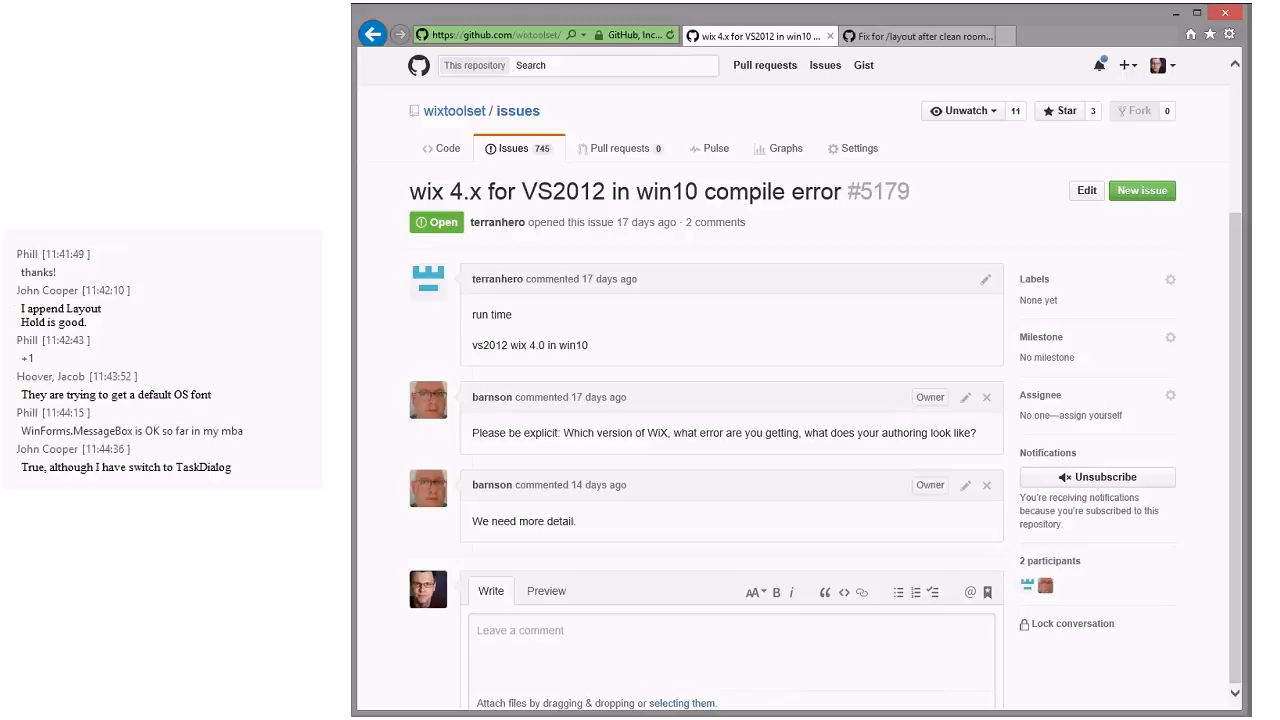 Phill [11:41:49 ]
thanks!
John Cooper [11:42:10 ]
I append Layout
Hold is good.
Phill [11:42:43 ]
+1
Hoover, Jacob [11:43:52 ]
They are trying to get a default OS font
Phill [11:44:15 ]
WinForms.MessageBox is OK so far in my mba
John Cooper [11:44:36 ]
True, although I have switch to TaskDialog
https://github.com/wixtoolset/ GitHub, Inc... wix 4.x for VS2012 in win10 ... Fix for /layout after clean room...
This repository Search Pull requests Issues Gist
wixtoolset / issues Unwatch 11 Star 3 Fork 0
Code Issues 745 Pull requests 0 Pulse Graphs Settings
wix 4.x for VS2012 in win10 compile error #5179 Edit New issue
Open terranhero opened this issue 17 days ago · 2 comments
terranhero commented 17 days ago
run time
vs2012 wix 4.0 in win10
barnson commented 17 days ago Owner
Please be explicit: Which version of WiX, what error are you getting, what does your authoring look like?
barnson commented 14 days ago Owner
We need more detail.
Write Preview AA B i
Leave a comment
Attach files by dragging & dropping or selecting them.
Labels
None yet
Milestone
No milestone
Assignee
No one—assign yourself
Notifications
Unsubscribe
You're receiving notifications
because you're subscribed to this
repository.
2 participants
Lock conversation